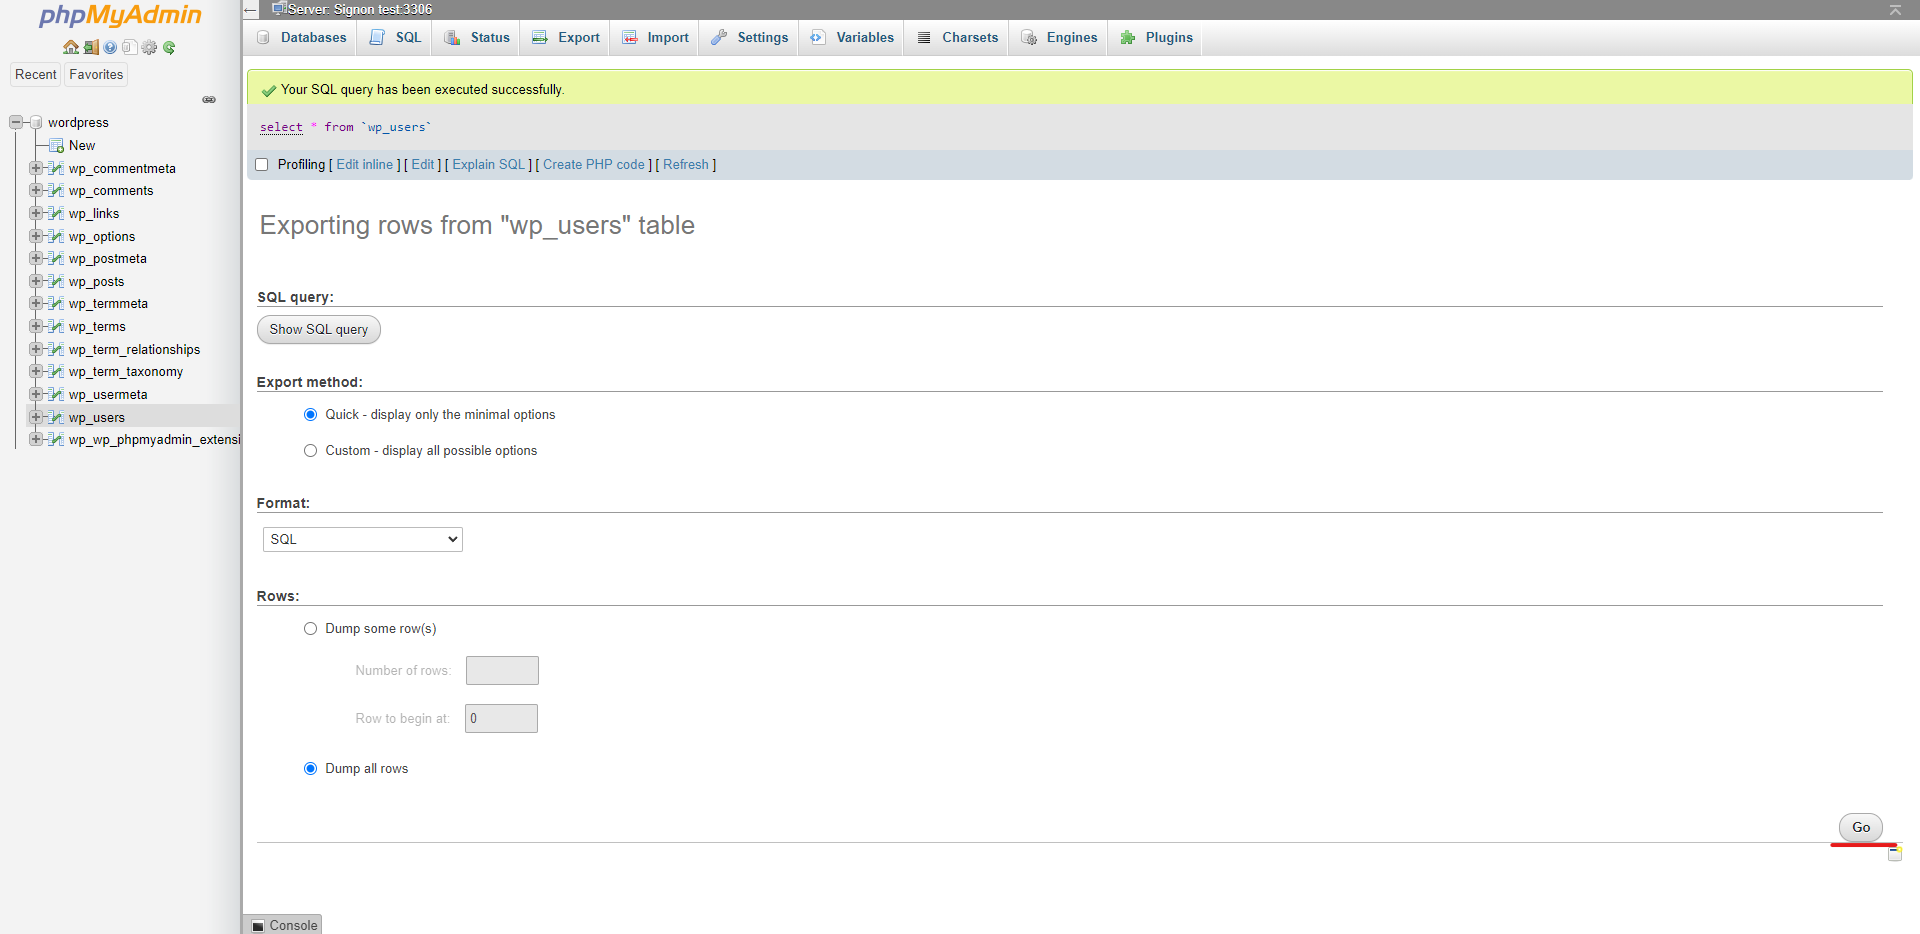 phpMyAdmin
Recent
Favorites
wordpress
New
wp_commentmeta
wp_comments
wp_links
wp_options
wp_postmeta
wp_posts
wp_termmeta
wp_terms
wp_term_relationships
wp_term_taxonomy
wp_usermeta
wp_users
wp_wp_phpmyadmin_extensi
Server: Signon test:3306
Databases SQL Status Export Import Settings Variables Charsets Engines Plugins
Your SQL query has been executed successfully.
select * from `wp_users`
Profiling [ Edit inline ] [ Edit ] [ Explain SQL ] [ Create PHP code ] [ Refresh ]
Exporting rows from "wp_users" table
SQL query:
Show SQL query
Export method:
Quick - display only the minimal options
Custom - display all possible options
Format:
SQL
Rows:
Dump some row(s)
Number of rows:
Row to begin at: 0
Dump all rows
Go
Console